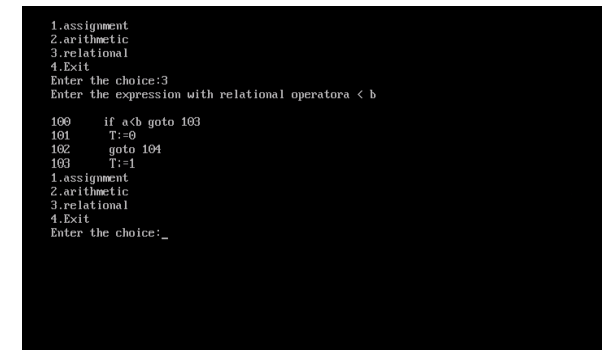 1.assignment
2.arithmetic
3.relational
4.Exit
Enter the choice:3
Enter the expression with relational operatora < b
100 if a<b goto 103
101 T:=0
102 goto 104
103 T:=1
1.assignment
2.arithmetic
3.relational
4.Exit
Enter the choice:_